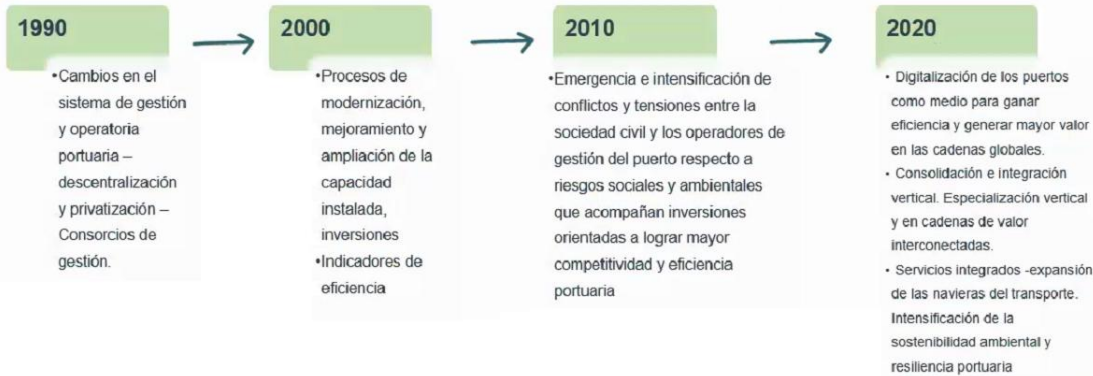 1990
•Cambios en el
sistema de gestión
y operatoria
portuaria –
descentralización
y privatización –
Consorcios de
gestión.
2000
•Procesos de
modernización,
mejoramiento y
ampliación de la
capacidad
instalada,
inversiones
•Indicadores de
eficiencia
2010
•Emergencia e intensificación de
conflictos y tensiones entre la
sociedad civil y los operadores de
gestión del puerto respecto a
riesgos sociales y ambientales
que acompañan inversiones
orientadas a lograr mayor
competitividad y eficiencia
portuaria
2020
• Digitalización de los puertos
como medio para ganar
eficiencia y generar mayor valor
en las cadenas globales.
• Consolidación e integración
vertical. Especialización vertical
y en cadenas de valor
interconectadas.
• Servicios integrados -expansión
de las navieras del transporte.
Intensificación de la
sostenibilidad ambiental y
resiliencia portuaria